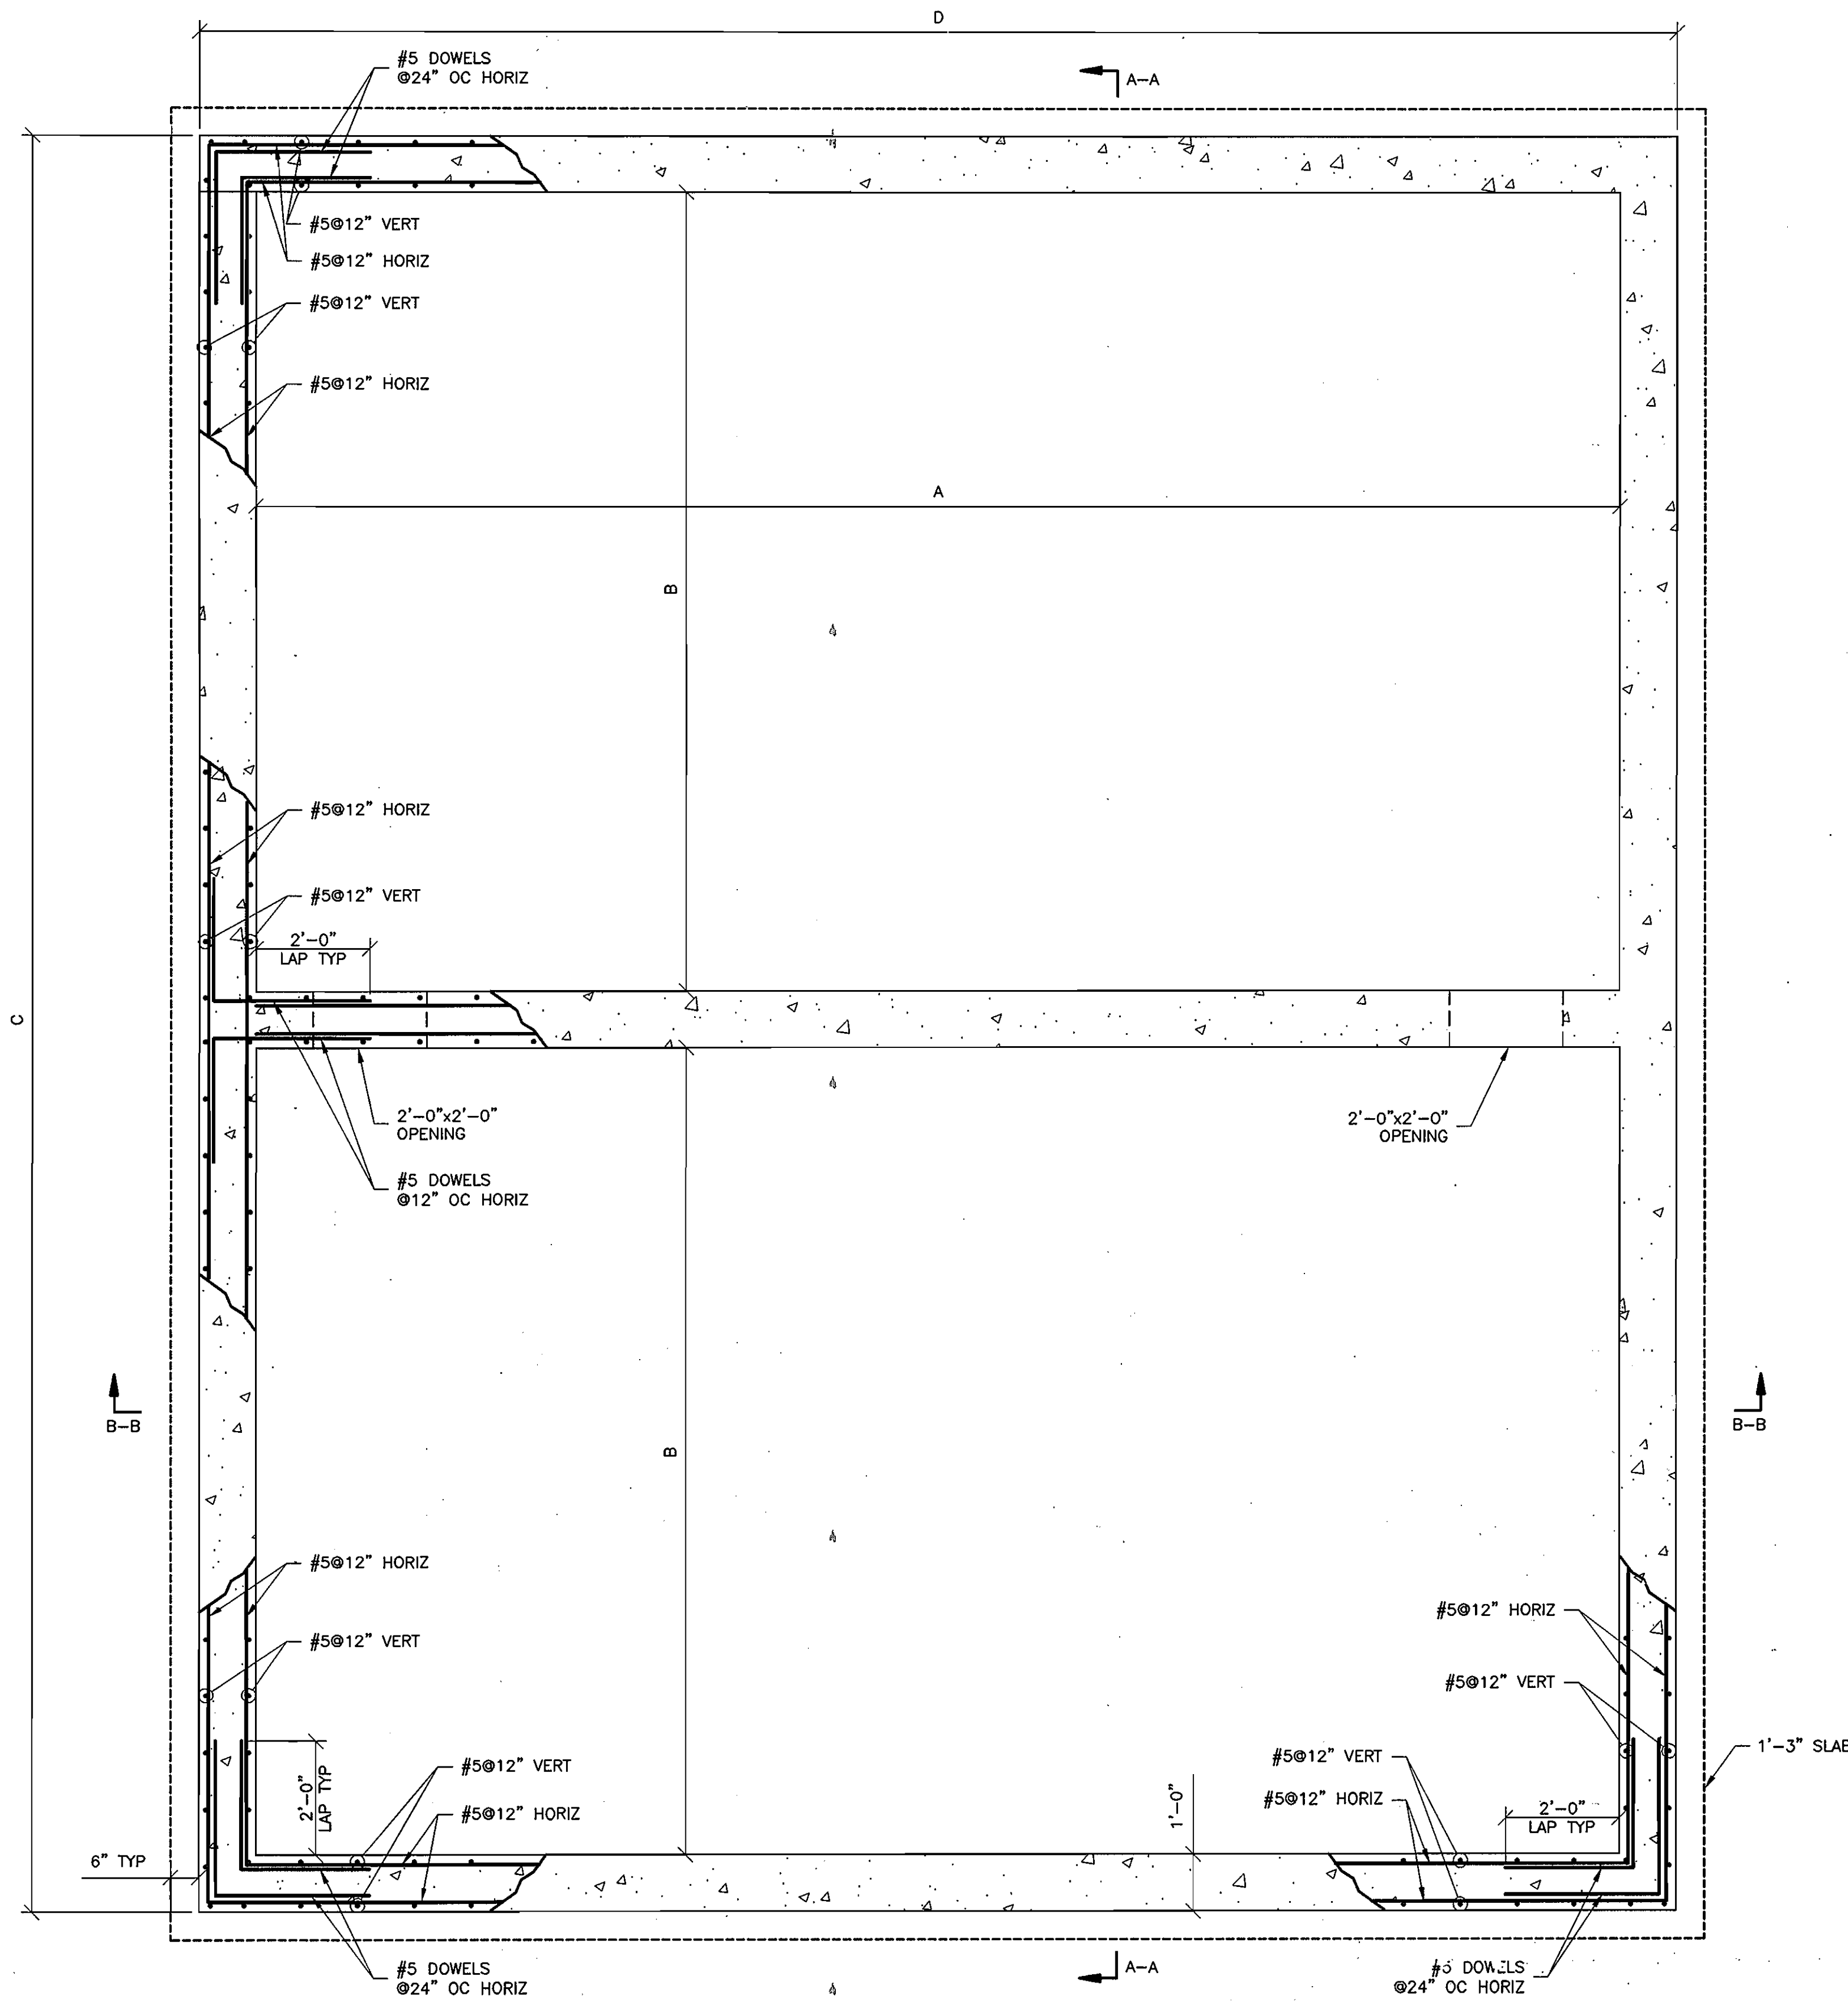 D
#5 DOWELS
@24" OC HORIZ
A-A
#5@12" VERT
#5@12" HORIZ
#5@12" VERT
#5@12" HORIZ
A
B
C
#5@12" HORIZ
#5@12" VERT
2'-0"
LAP TYP
2'-0"x2'-0"
OPENING
2'-0"x2'-0"
OPENING
#5 DOWELS
@12" OC HORIZ
B-B
B-B
B
#5@12" HORIZ
#5@12" VERT
#5@12" HORIZ
#5@12" VERT
1'-3" SLAB
2'-0"
LAP TYP
#5@12" VERT
#5@12" HORIZ
#5@12" VERT
#5@12" HORIZ
1'-0"
2'-0"
LAP TYP
6" TYP
#5 DOWELS
@24" OC HORIZ
A-A
#5 DOWELS
@24" OC HORIZ